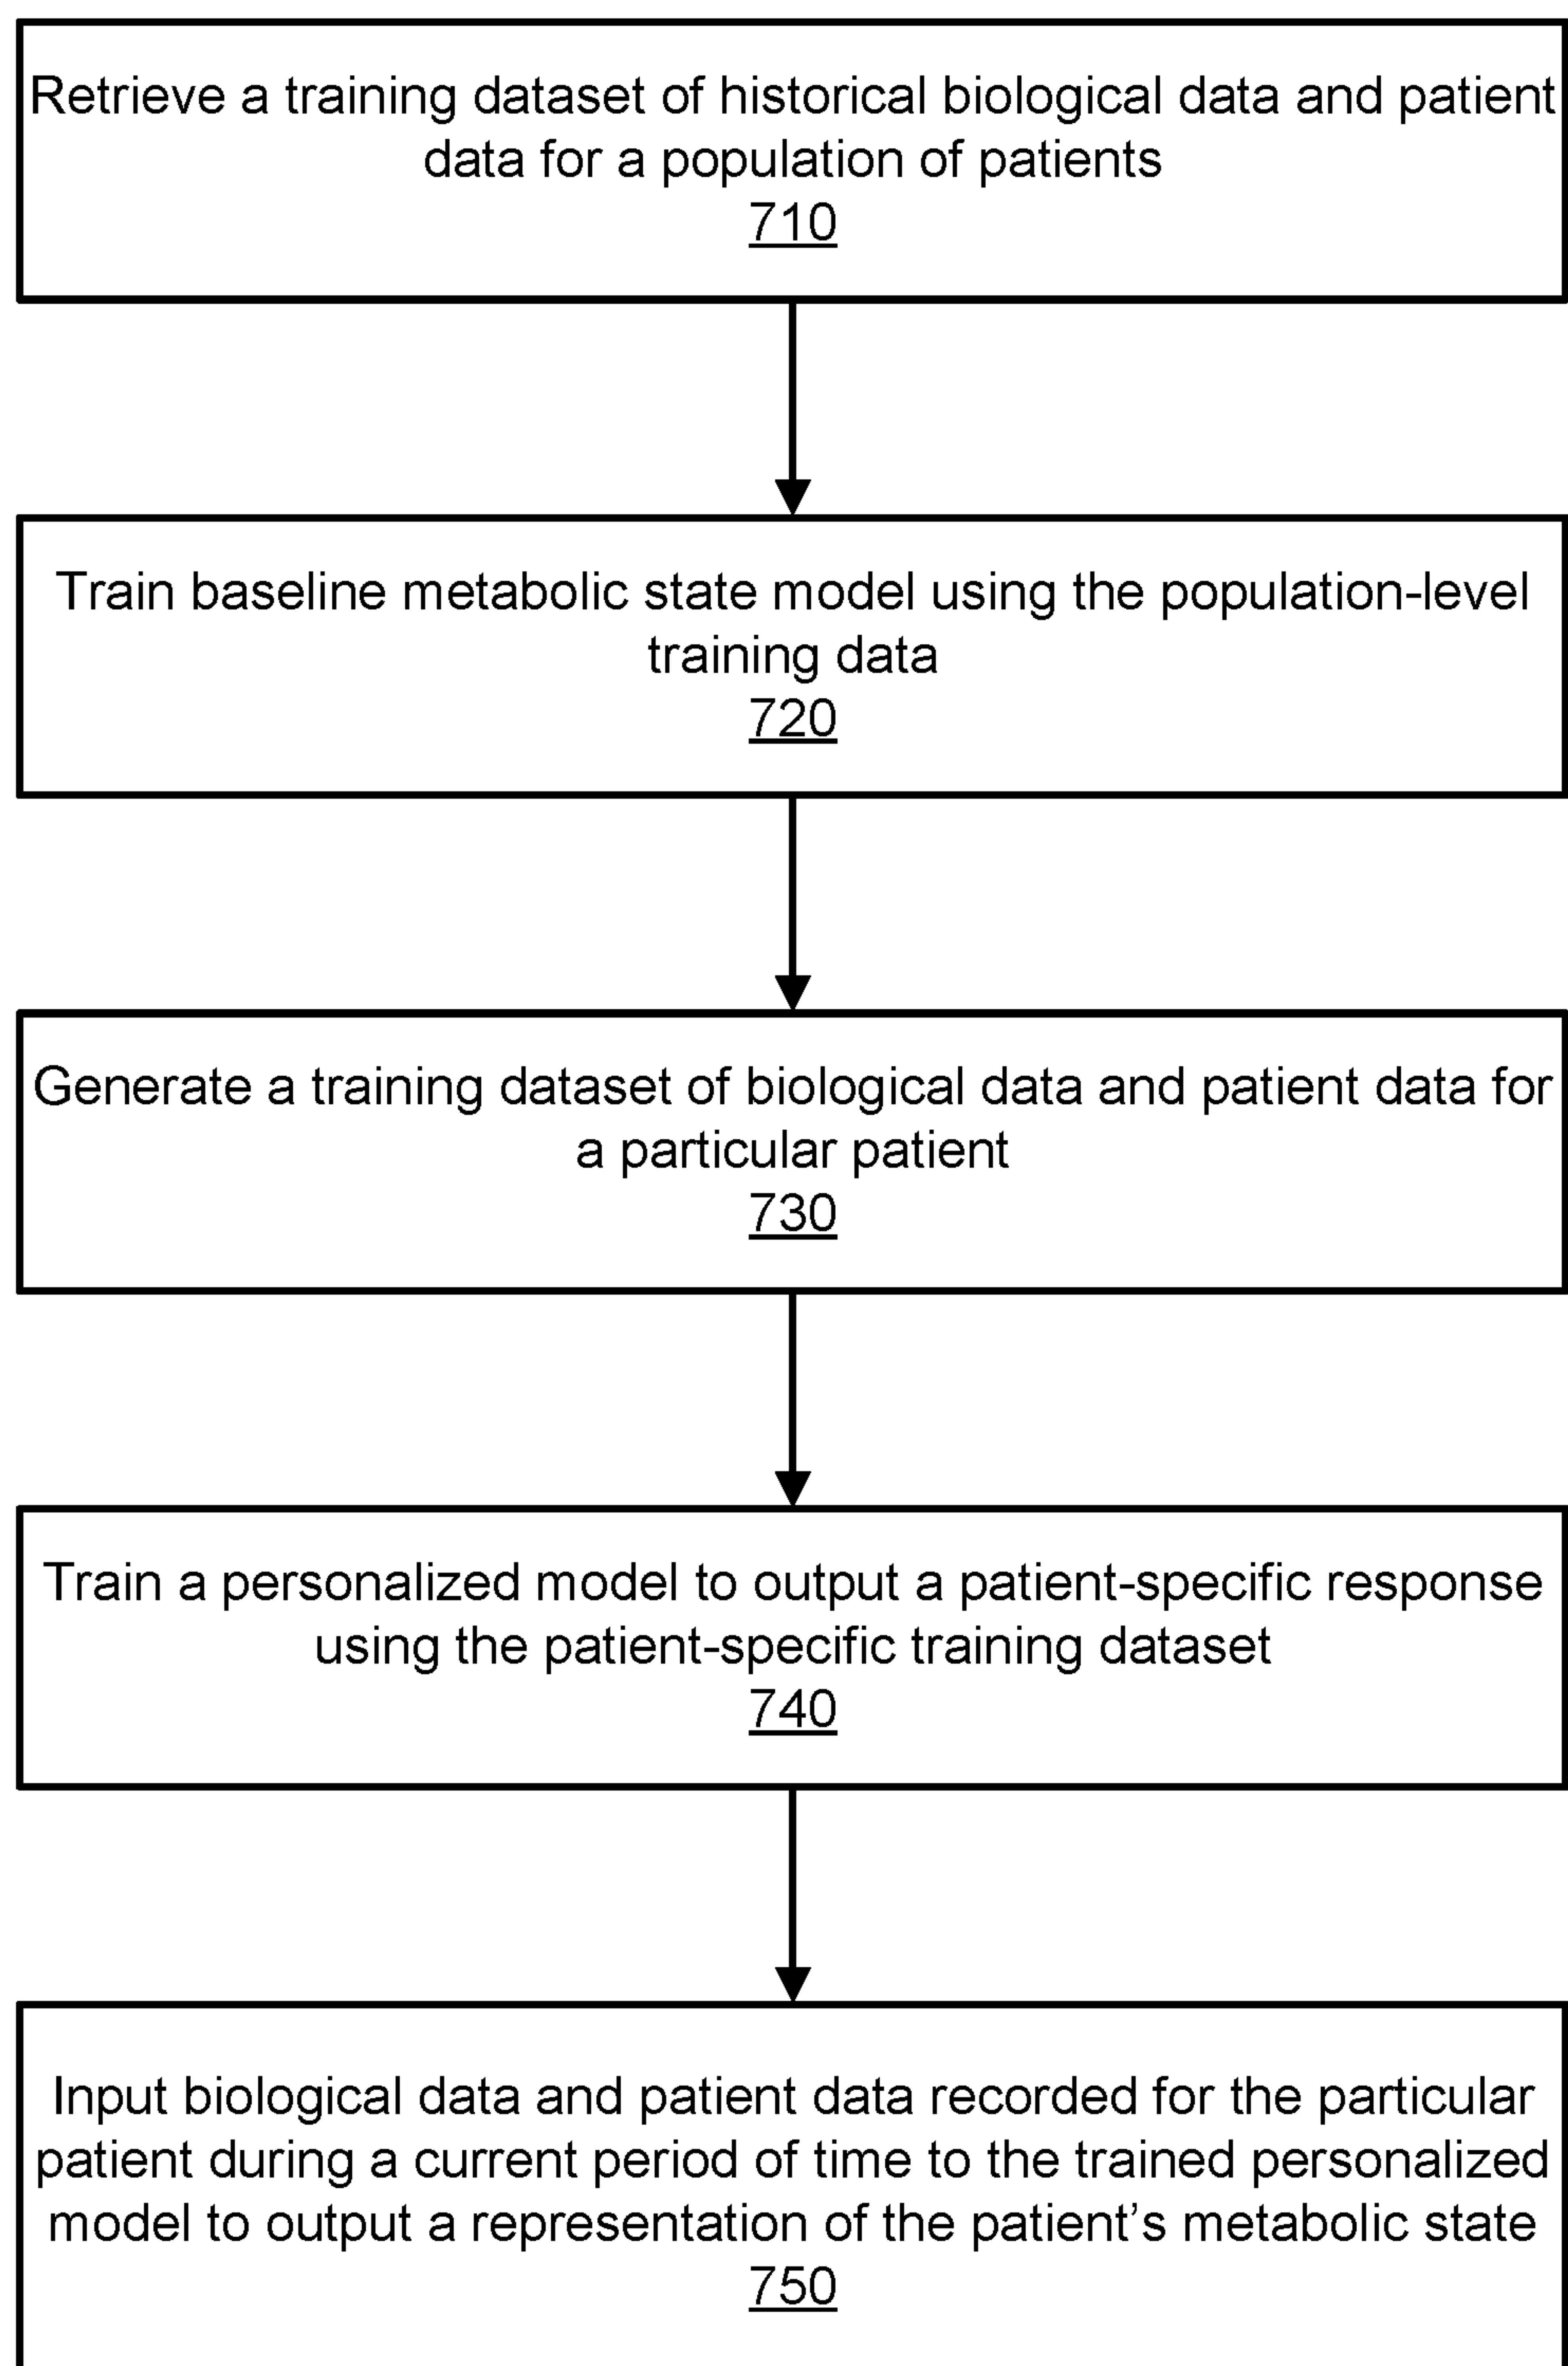 Retrieve a training dataset of historical biological data and patient
data for a population of patients
710
Train baseline metabolic state model using the population-level
training data
720
Generate a training dataset of biological data and patient data for
a particular patient
730
Train a personalized model to output a patient-specific response
using the patient-specific training dataset
740
Input biological data and patient data recorded for the particular
patient during a current period of time to the trained personalized
model to output a representation of the patient’s metabolic state
750